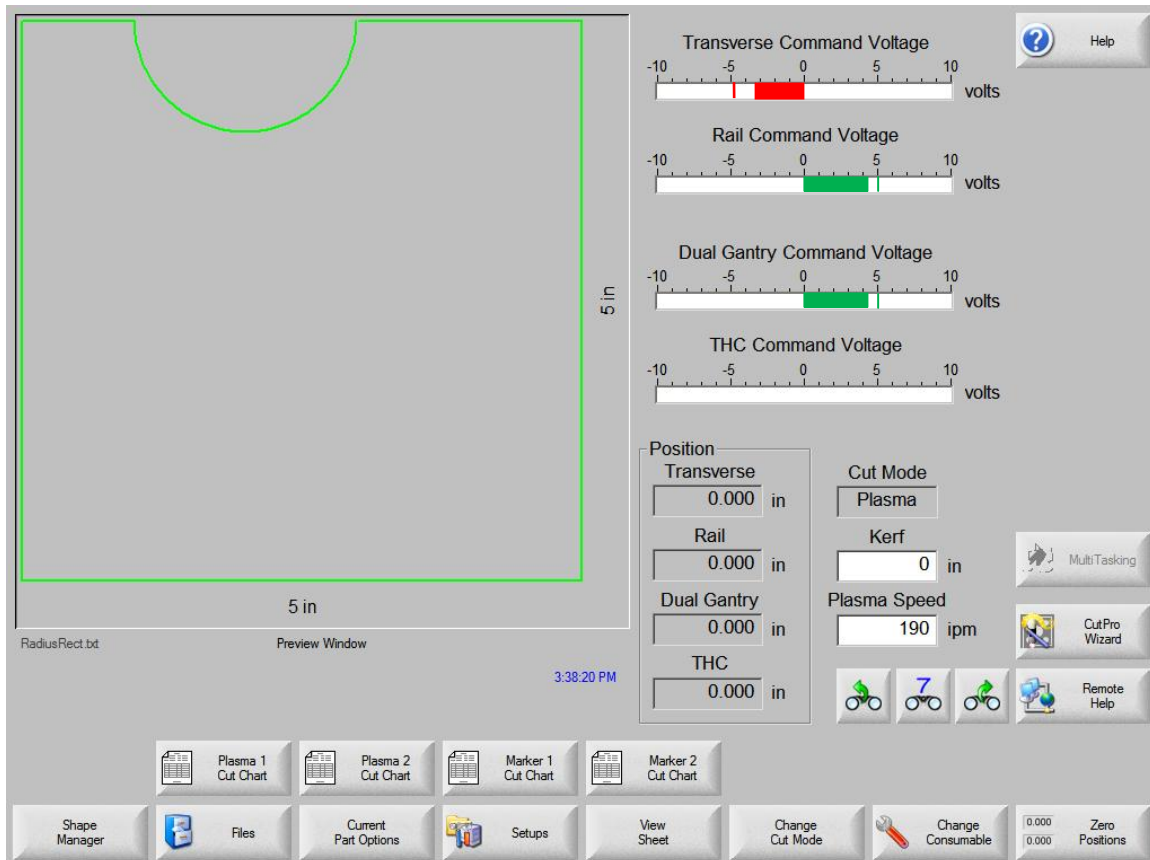 Transverse Command Voltage
-10 -5 0 5 10
volts
Rail Command Voltage
-10 -5 0 5 10
volts
Dual Gantry Command Voltage
-10 -5 0 5 10
volts
THC Command Voltage
-10 -5 0 5 10
volts
Help
5 in
5 in
RadiusRect.txt
Preview Window
3:38:20 PM
Position
Transverse
0.000 in
Rail
0.000 in
Dual Gantry
0.000 in
THC
0.000 in
Cut Mode
Plasma
Kerf
0 in
Plasma Speed
190 ipm
7
MultiTasking
CutPro
Wizard
Remote
Help
Plasma 1
Cut Chart
Plasma 2
Cut Chart
Marker 1
Cut Chart
Marker 2
Cut Chart
Shape
Manager
Files
Current
Part Options
Setups
View
Sheet
Change
Cut Mode
Change
Consumable
0.000
0.000
Zero
Positions